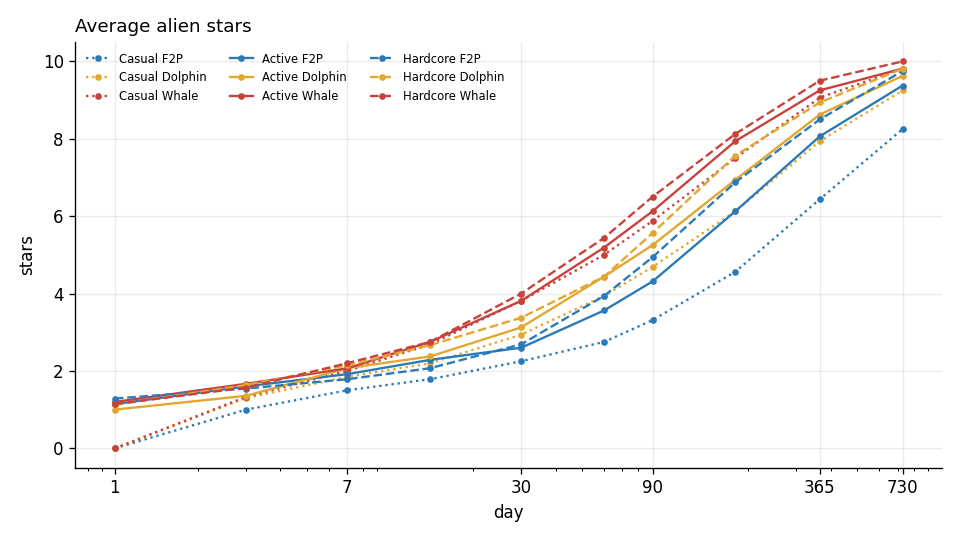 Average alien stars
Casual F2P
Casual Dolphin
Casual Whale
Active F2P
Active Dolphin
Active Whale
Hardcore F2P
Hardcore Dolphin
Hardcore Whale
stars
10
8
6
4
2
0
1 7 30 90 365 730
day